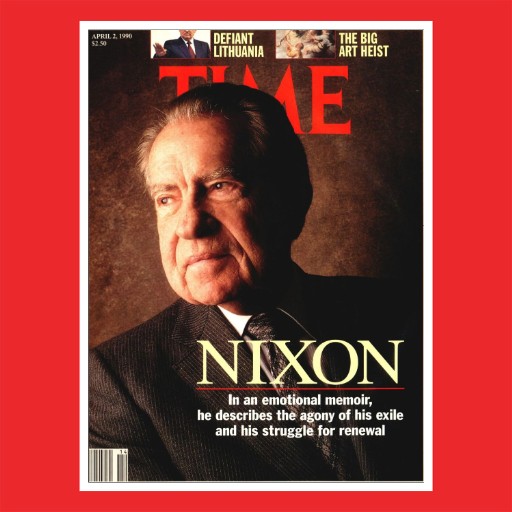 APRIL 2, 1990
$2.50
DEFIANT
LITHUANIA
THE BIG
ART HEIST
TIME
NIXON
In an emotional memoir,
he describes the agony of his exile
and his struggle for renewal
14